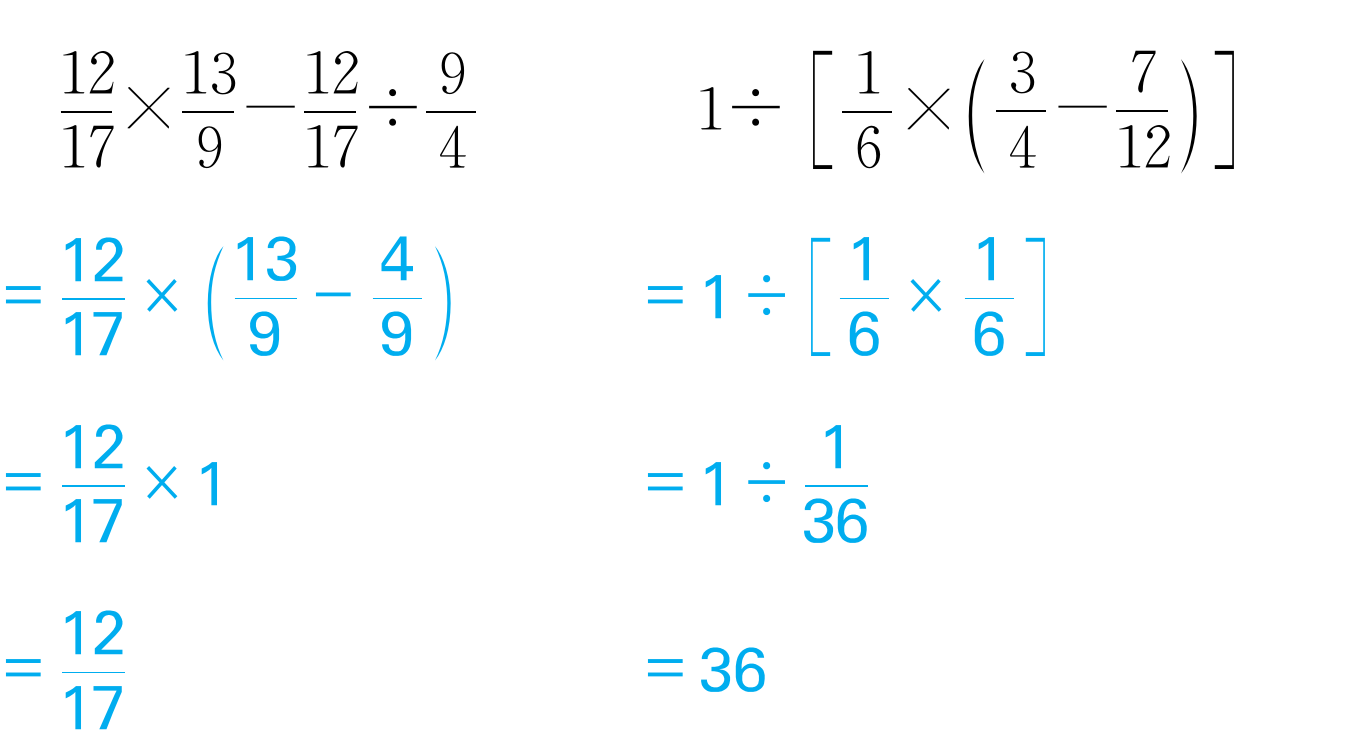 12/17 × 13/9 − 12/17 ÷ 9/4
= 12/17 × (13/9 − 4/9)
= 12/17 × 1
= 12/17
1 ÷ [1/6 × (3/4 − 7/12)]
= 1 ÷ [1/6 × 1/6]
= 1 ÷ 1/36
= 36